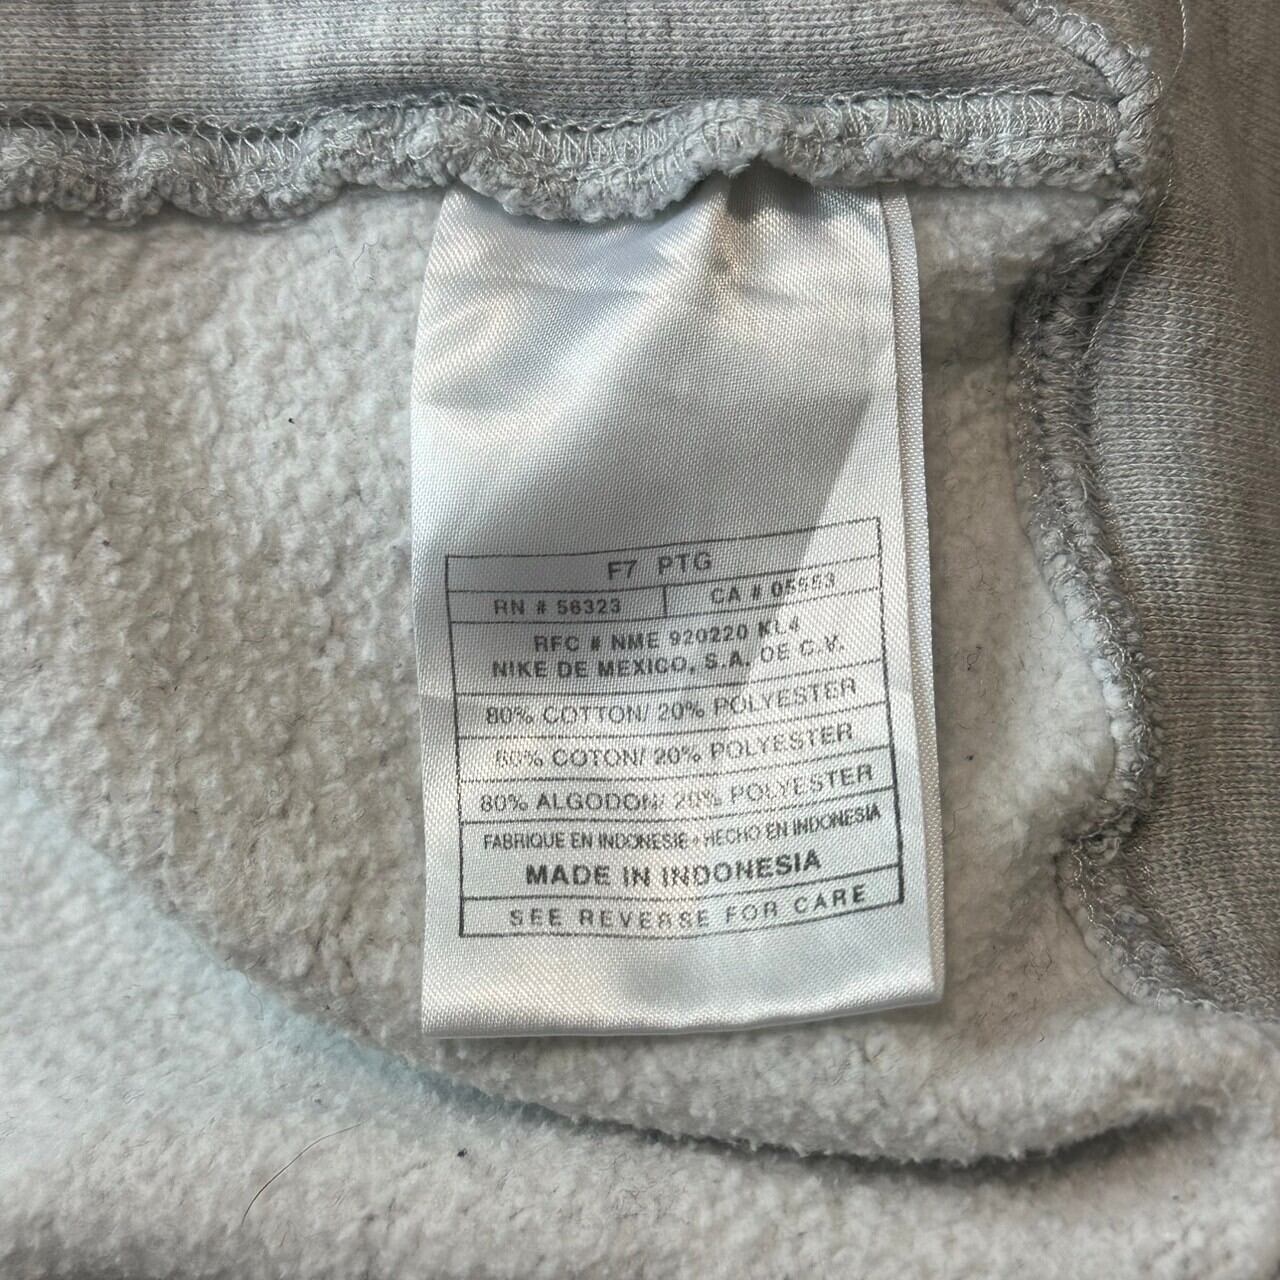 F7 PTG
RN # 56323 CA # 05553
RFC # NME 920220 KL4
NIKE DE MEXICO, S.A. DE C.V.
80% COTTON/ 20% POLYESTER
80% COTON/ 20% POLYESTER
80% ALGODON/ 20% POLYESTER
FABRIQUE EN INDONESIE • HECHO EN INDONESIA
MADE IN INDONESIA
SEE REVERSE FOR CARE